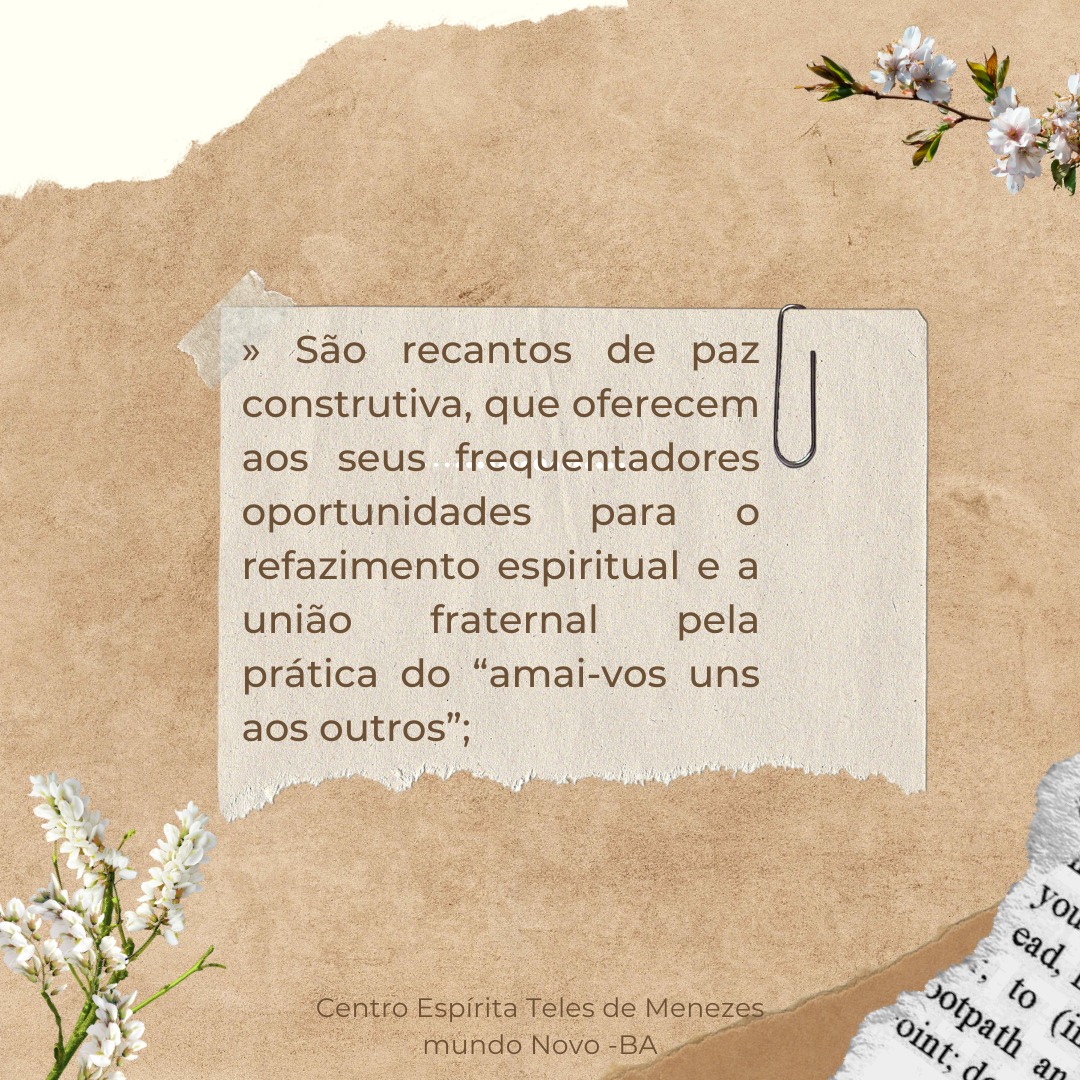 » São recantos de paz
construtiva, que oferecem
aos seus frequentadores
oportunidades para o
refazimento espiritual e a
união fraternal pela
prática do “amai-vos uns
aos outros”;
you
ead,
to
ootpath an
oint;
Centro Espírita Teles de Menezes
mundo Novo -BA